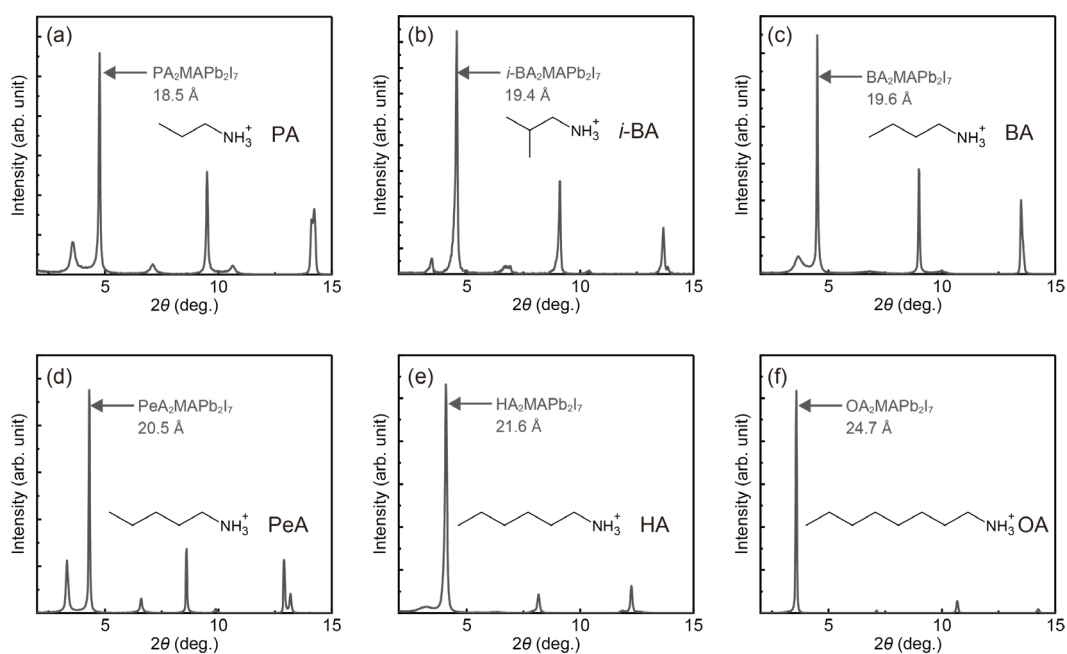 (a)
PA₂MAPb₂I₇
18.5 Å
NH₃⁺ PA
Intensity (arb. unit)
5 10 15
2θ (deg.)
(b)
i-BA₂MAPb₂I₇
19.4 Å
NH₃⁺ i-BA
Intensity (arb. unit)
5 10 15
2θ (deg.)
(c)
BA₂MAPb₂I₇
19.6 Å
NH₃⁺ BA
Intensity (arb. unit)
5 10 15
2θ (deg.)
(d)
PeA₂MAPb₂I₇
20.5 Å
NH₃⁺ PeA
Intensity (arb. unit)
5 10 15
2θ (deg.)
(e)
HA₂MAPb₂I₇
21.6 Å
NH₃⁺ HA
Intensity (arb. unit)
5 10 15
2θ (deg.)
(f)
OA₂MAPb₂I₇
24.7 Å
NH₃⁺ OA
Intensity (arb. unit)
5 10 15
2θ (deg.)